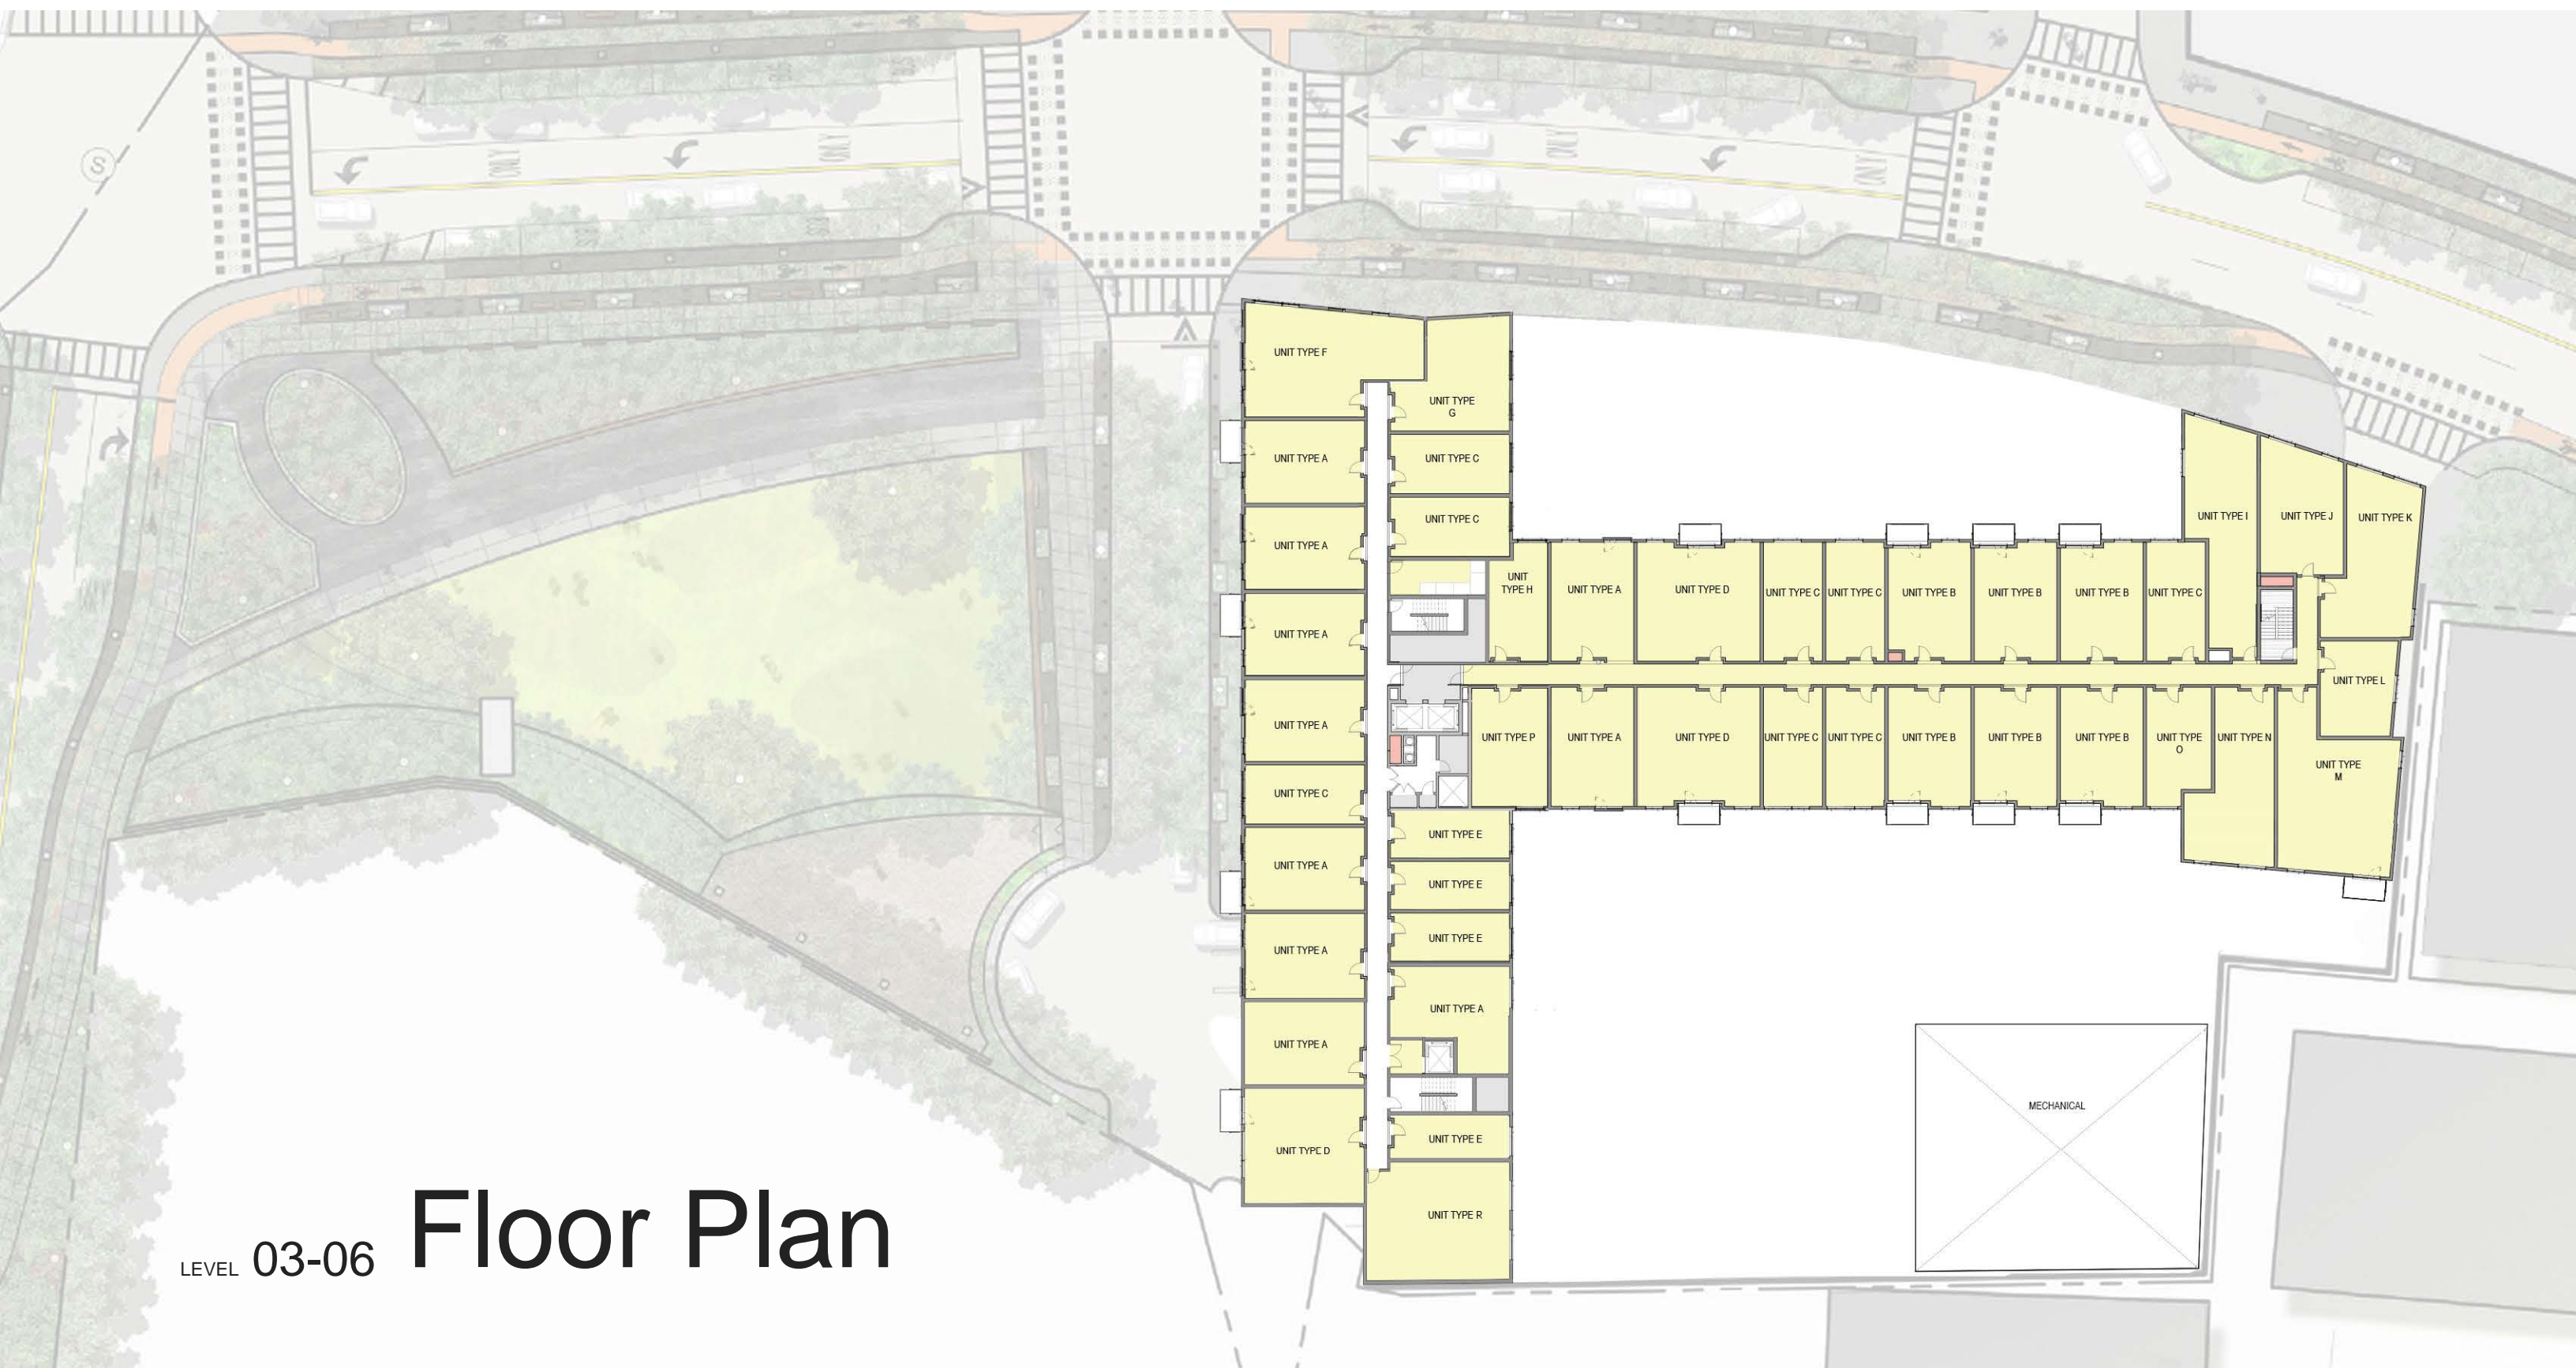 ONLY
ONLY
ONLY
ONLY
S
UNIT TYPE F
UNIT TYPE
G
UNIT TYPE A
UNIT TYPE C
UNIT TYPE A
UNIT TYPE C
UNIT TYPE I
UNIT TYPE J
UNIT TYPE K
UNIT
TYPE H
UNIT TYPE A
UNIT TYPE D
UNIT TYPE C
UNIT TYPE C
UNIT TYPE B
UNIT TYPE B
UNIT TYPE B
UNIT TYPE C
UNIT TYPE A
UNIT TYPE L
UNIT TYPE A
UNIT TYPE P
UNIT TYPE A
UNIT TYPE D
UNIT TYPE C
UNIT TYPE C
UNIT TYPE B
UNIT TYPE B
UNIT TYPE B
UNIT TYPE
O
UNIT TYPE N
UNIT TYPE
M
UNIT TYPE C
UNIT TYPE E
UNIT TYPE A
UNIT TYPE E
UNIT TYPE E
UNIT TYPE A
UNIT TYPE A
UNIT TYPE A
UNIT TYPE E
UNIT TYPE D
UNIT TYPE R
MECHANICAL
LEVEL 03-06 Floor Plan